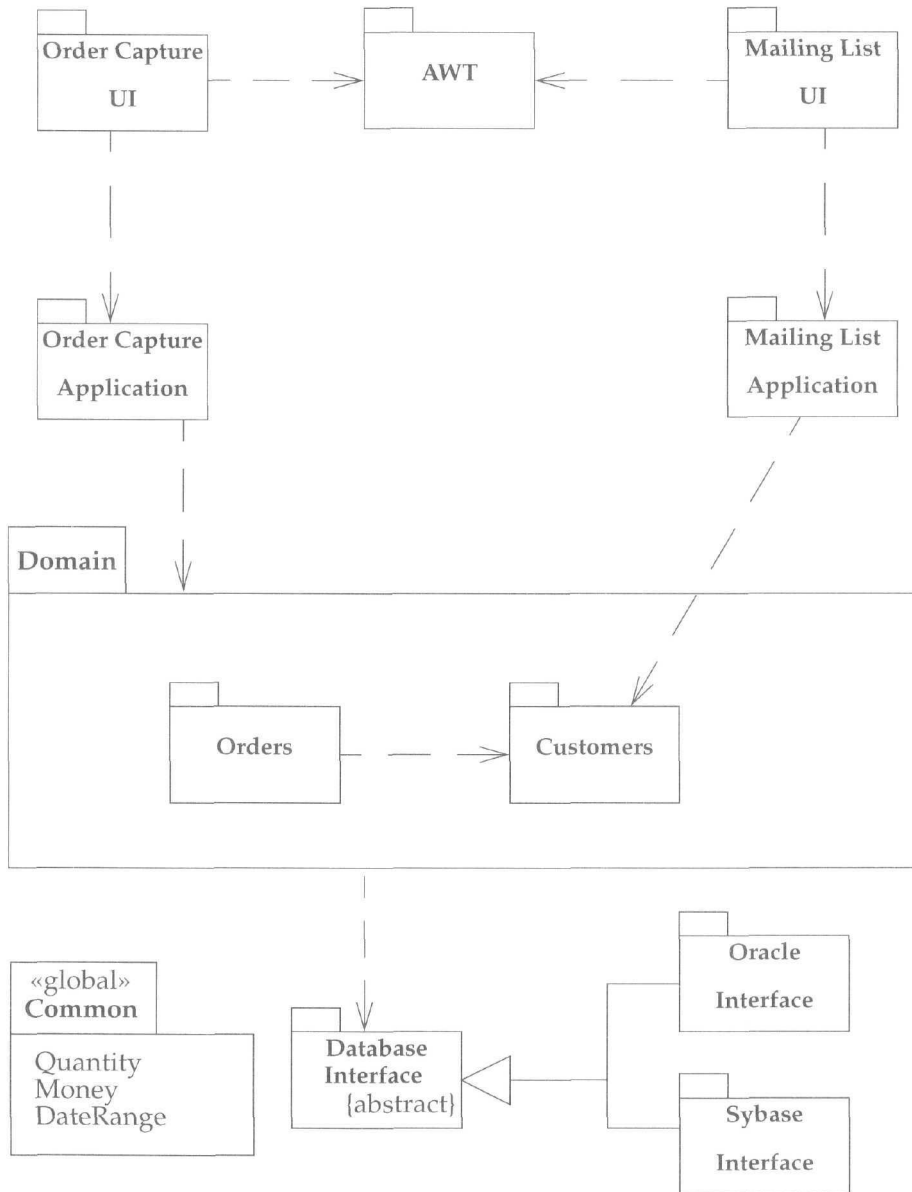 Order Capture
UI
AWT
Mailing List
UI
Order Capture
Application
Mailing List
Application
Domain
Orders
Customers
«global»
Common
Quantity
Money
DateRange
Database
Interface
{abstract}
Oracle
Interface
Sybase
Interface